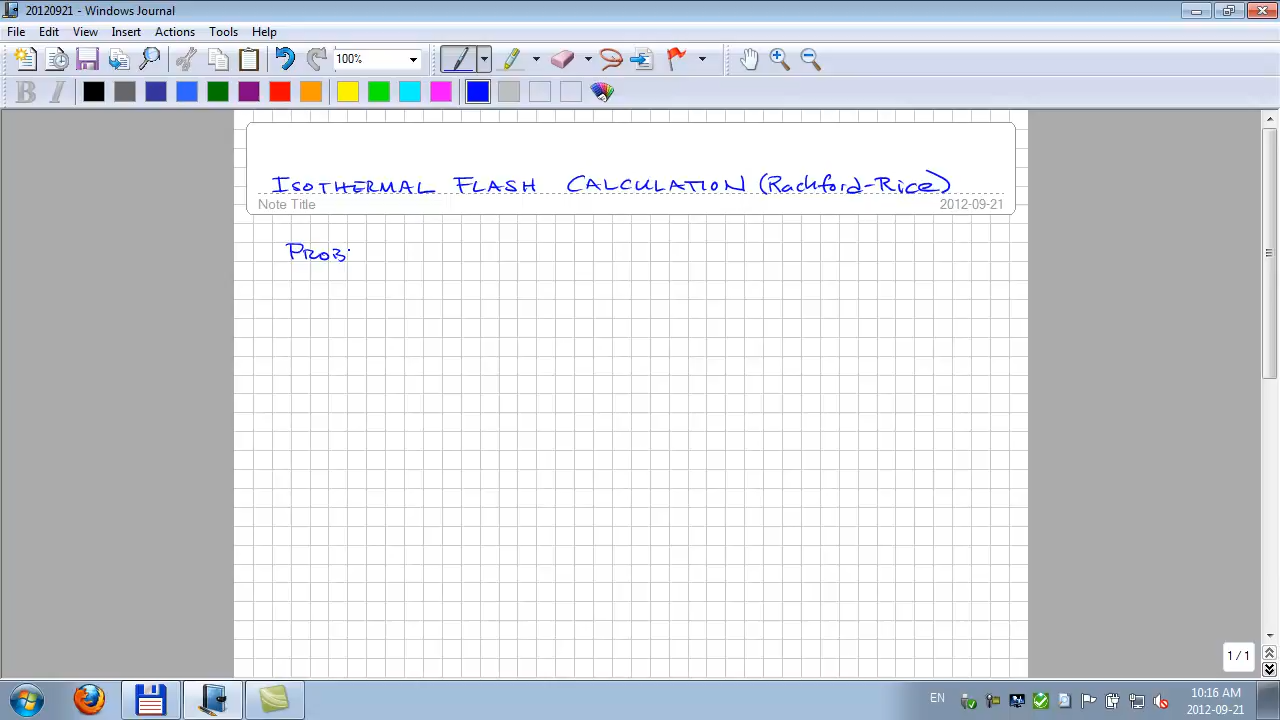 20120921 - Windows Journal
File Edit View Insert Actions Tools Help
100%
B I
ISOTHERMAL FLASH CALCULATION (Rachford-Rice)
Note Title 2012-09-21
PROB
1 / 1
EN 10:16 AM
2012-09-21